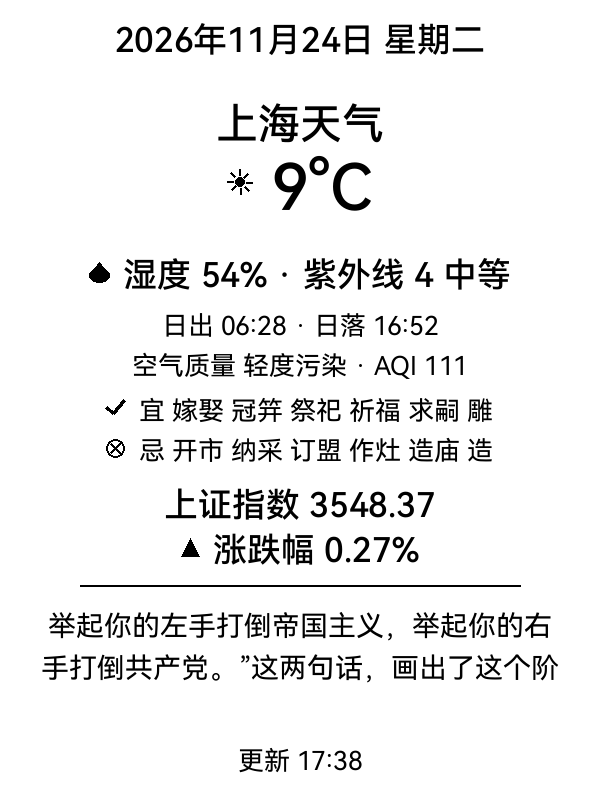 2026年11月24日 星期二
上海天气
9°C
湿度 54% · 紫外线 4 中等
日出 06:28 · 日落 16:52
空气质量 轻度污染 · AQI 111
宜 嫁娶 冠笄 祭祀 祈福 求嗣 雕
忌 开市 纳采 订盟 作灶 造庙 造
上证指数 3548.37
▲ 涨跌幅 0.27%
举起你的左手打倒帝国主义，举起你的右
手打倒共产党。”这两句话，画出了这个阶
更新 17:38